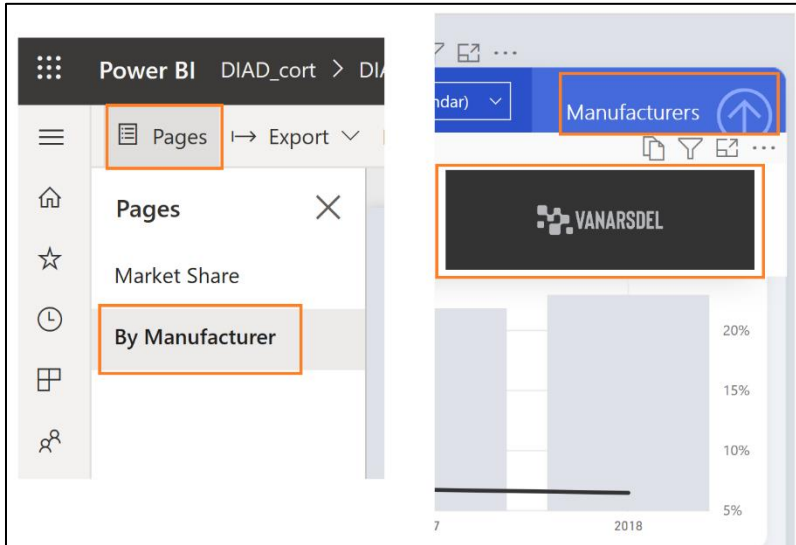 Power BI DIAD_cort > DIA
Pages Export
Pages
Market Share
By Manufacturer
ndar)
Manufacturers
VANARSDEL
20%
15%
10%
5%
7
2018